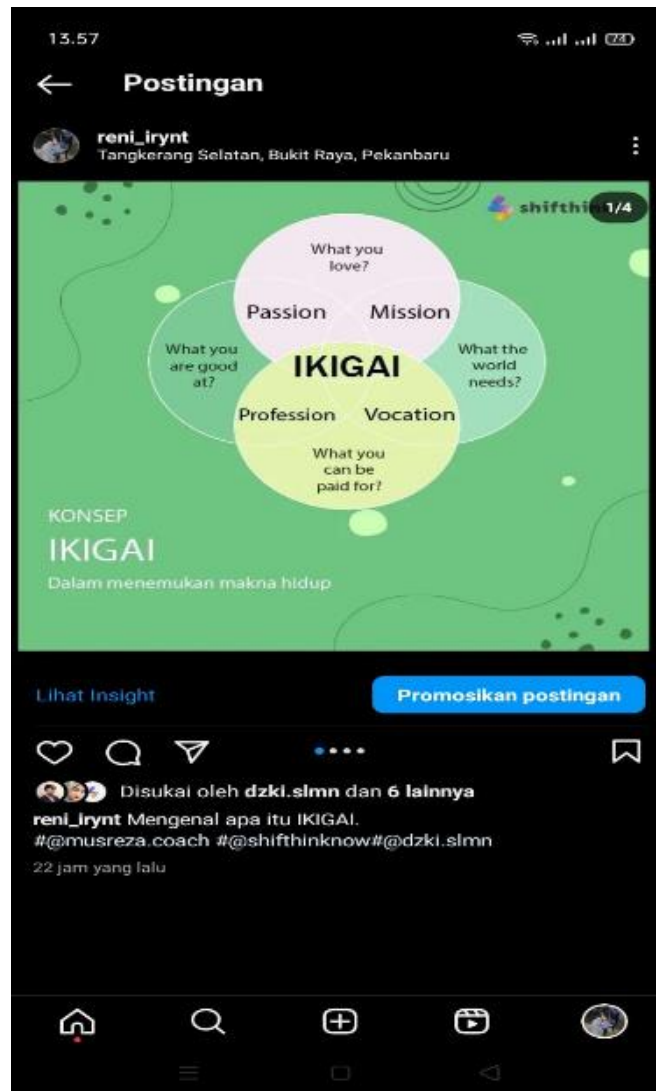 13.57
74
Postingan
reni_irynt
Tangkerang Selatan, Bukit Raya, Pekanbaru
shifthin
1/4
What you
love?
Passion Mission
What you
are good
at?
IKIGAI
What the
world
needs?
Profession Vocation
What you
can be
paid for?
KONSEP
IKIGAI
Dalam menemukan makna hidup
Lihat Insight
Promosikan postingan
Disukai oleh dzki.slmn dan 6 lainnya
reni_irynt Mengenal apa itu IKIGAI.
#@musreza.coach #@shifthinknow#@dzki.slmn
22 jam yang lalu